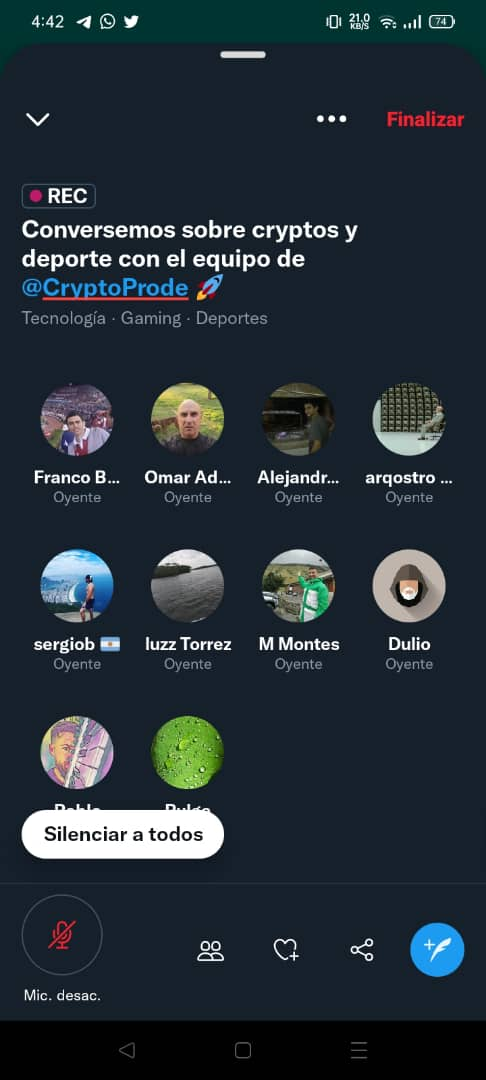 4:42
21.0
KB/S
74
Finalizar
REC
Conversemos sobre cryptos y
deporte con el equipo de
@CryptoProde
Tecnología · Gaming · Deportes
Franco B... Omar Ad... Alejandr... arqostro ...
Oyente Oyente Oyente Oyente
sergiob luzz Torrez M Montes Dulio
Oyente Oyente Oyente Oyente
Silenciar a todos
Mic. desac.